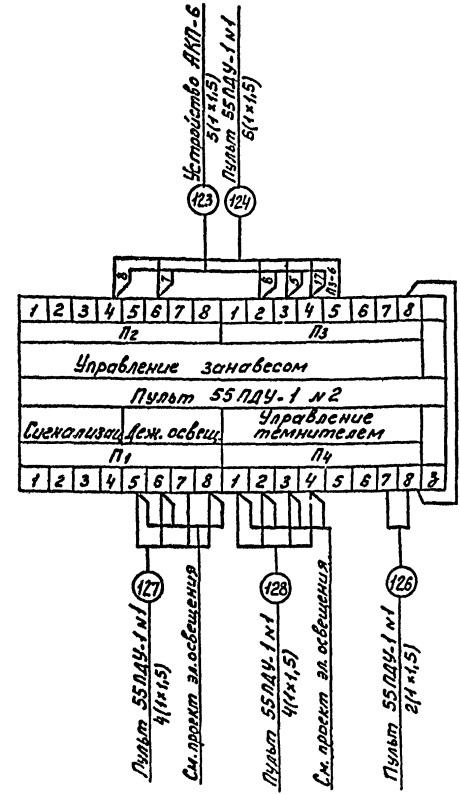 Устройство АКП-6
5(1×1,5)
Пульт 55ПДУ-1 №1
6(1×1,5)
123
124
8 7 6 5 17 П3-6
1 2 3 4 5 6 7 8 1 2 3 4 5 6 7 8
П2 П3
Управление занавесом
Пульт 55ПДУ-1 №2
Сигнализац Деж. освещ. Управление
темнителем
П1 П4
1 2 3 4 5 6 7 8 1 2 3 4 5 6 7 8 З
127
128
126
Пульт 55ПДУ-1 №1
4(1×1,5)
См. проект эл. освещения
Пульт 55ПДУ-1 №1
4(1×1,5)
См. проект эл. освещения
Пульт 55ПДУ-1 №1
2(1×1,5)